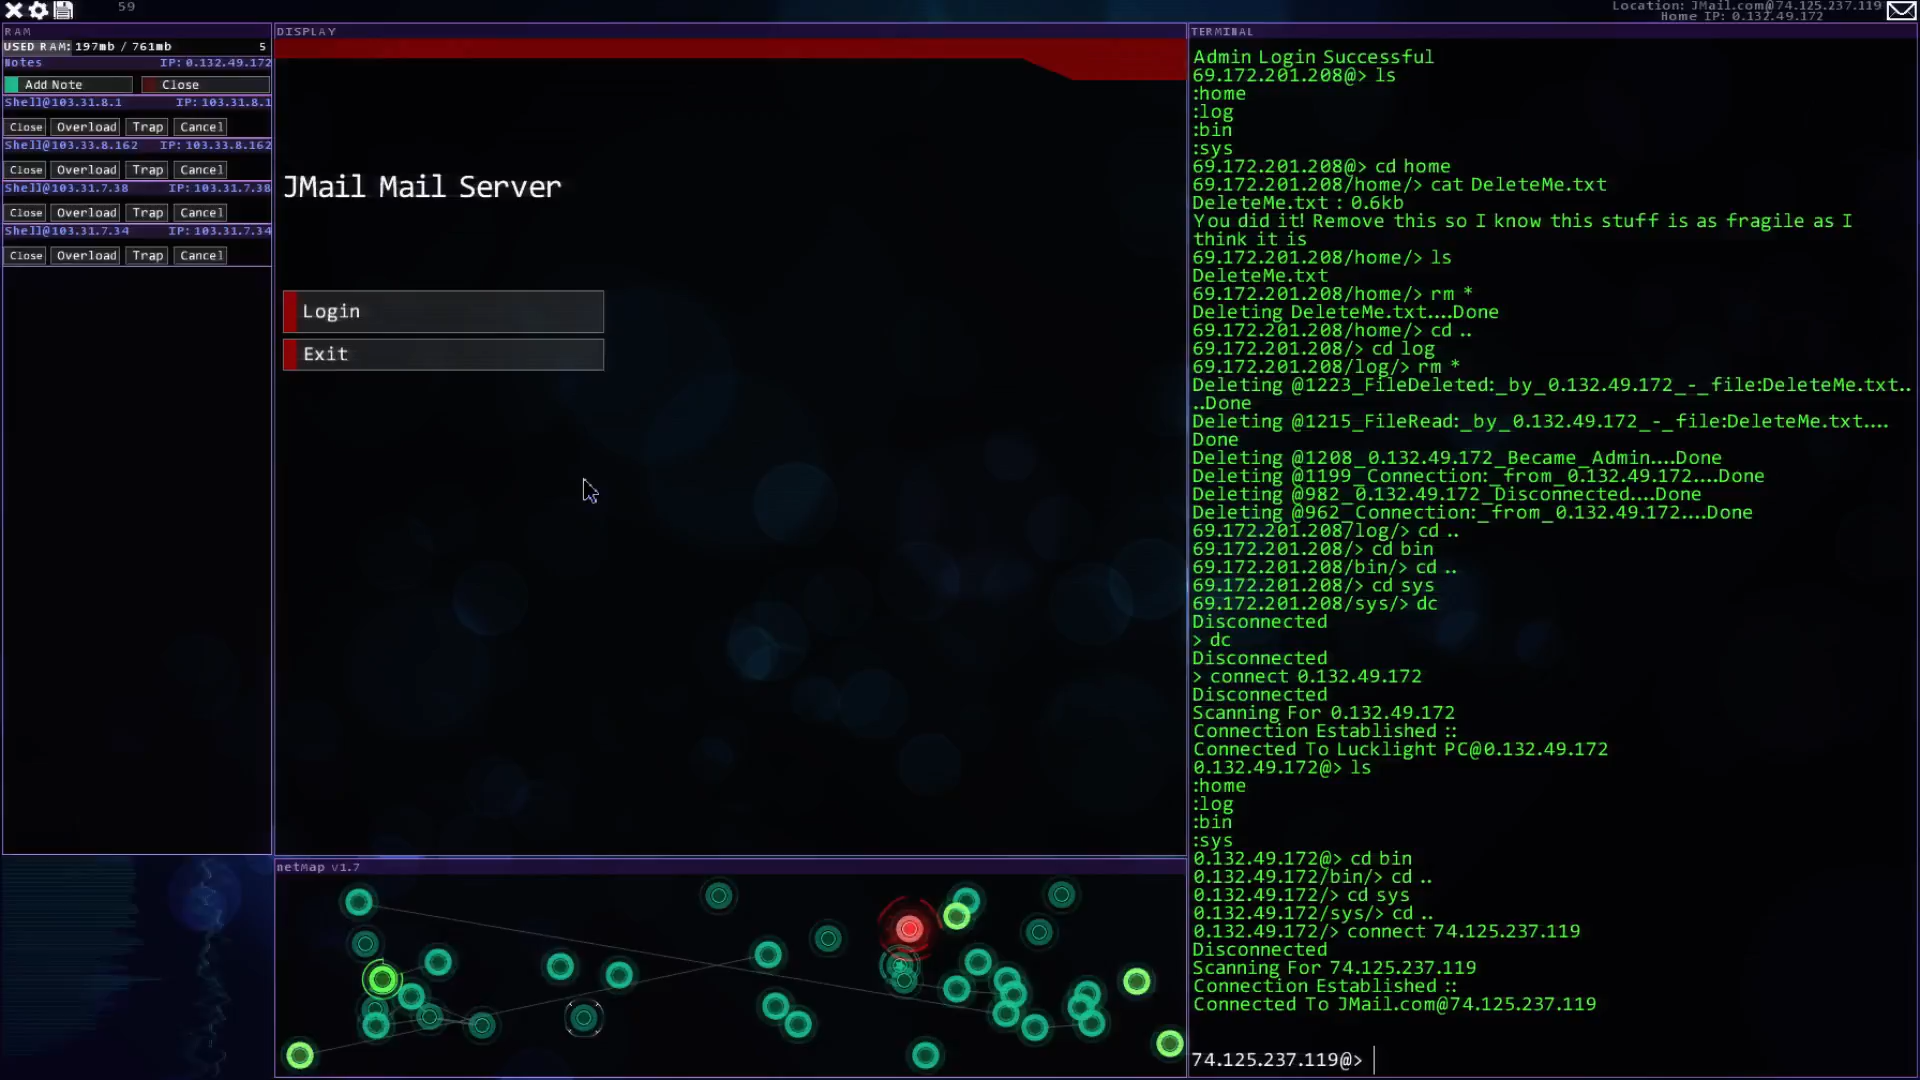 59
Location: JMail.com@74.125.237.119
Home IP: 0.132.49.172
RAM
USED RAM: 197mb / 761mb 5
Notes IP: 0.132.49.172
Add Note Close
Shell@103.31.8.1 IP: 103.31.8.1
Close Overload Trap Cancel
Shell@103.33.8.162 IP: 103.33.8.162
Close Overload Trap Cancel
Shell@103.31.7.38 IP: 103.31.7.38
Close Overload Trap Cancel
Shell@103.31.7.34 IP: 103.31.7.34
Close Overload Trap Cancel
DISPLAY
JMail Mail Server
Login
Exit
netMap v1.7
TERMINAL
Admin Login Successful
69.172.201.208@> ls
:home
:log
:bin
:sys
69.172.201.208@> cd home
69.172.201.208/home/> cat DeleteMe.txt
DeleteMe.txt : 0.6kb
You did it! Remove this so I know this stuff is as fragile as I
think it is
69.172.201.208/home/> ls
DeleteMe.txt
69.172.201.208/home/> rm *
Deleting DeleteMe.txt....Done
69.172.201.208/home/> cd ..
69.172.201.208/> cd log
69.172.201.208/log/> rm *
Deleting @1223_FileDeleted:_by_0.132.49.172_-_file:DeleteMe.txt..
..Done
Deleting @1215_FileRead:_by_0.132.49.172_-_file:DeleteMe.txt....
Done
Deleting @1208_0.132.49.172_Became_Admin....Done
Deleting @1199_Connection:_from_0.132.49.172....Done
Deleting @982_0.132.49.172_Disconnected....Done
Deleting @962_Connection:_from_0.132.49.172....Done
69.172.201.208/log/> cd ..
69.172.201.208/> cd bin
69.172.201.208/bin/> cd ..
69.172.201.208/> cd sys
69.172.201.208/sys/> dc
Disconnected
> dc
Disconnected
> connect 0.132.49.172
Disconnected
Scanning For 0.132.49.172
Connection Established ::
Connected To Lucklight PC@0.132.49.172
0.132.49.172@> ls
:home
:log
:bin
:sys
0.132.49.172@> cd bin
0.132.49.172/bin/> cd ..
0.132.49.172/> cd sys
0.132.49.172/sys/> cd ..
0.132.49.172/> connect 74.125.237.119
Disconnected
Scanning For 74.125.237.119
Connection Established ::
Connected To JMail.com@74.125.237.119
74.125.237.119@>